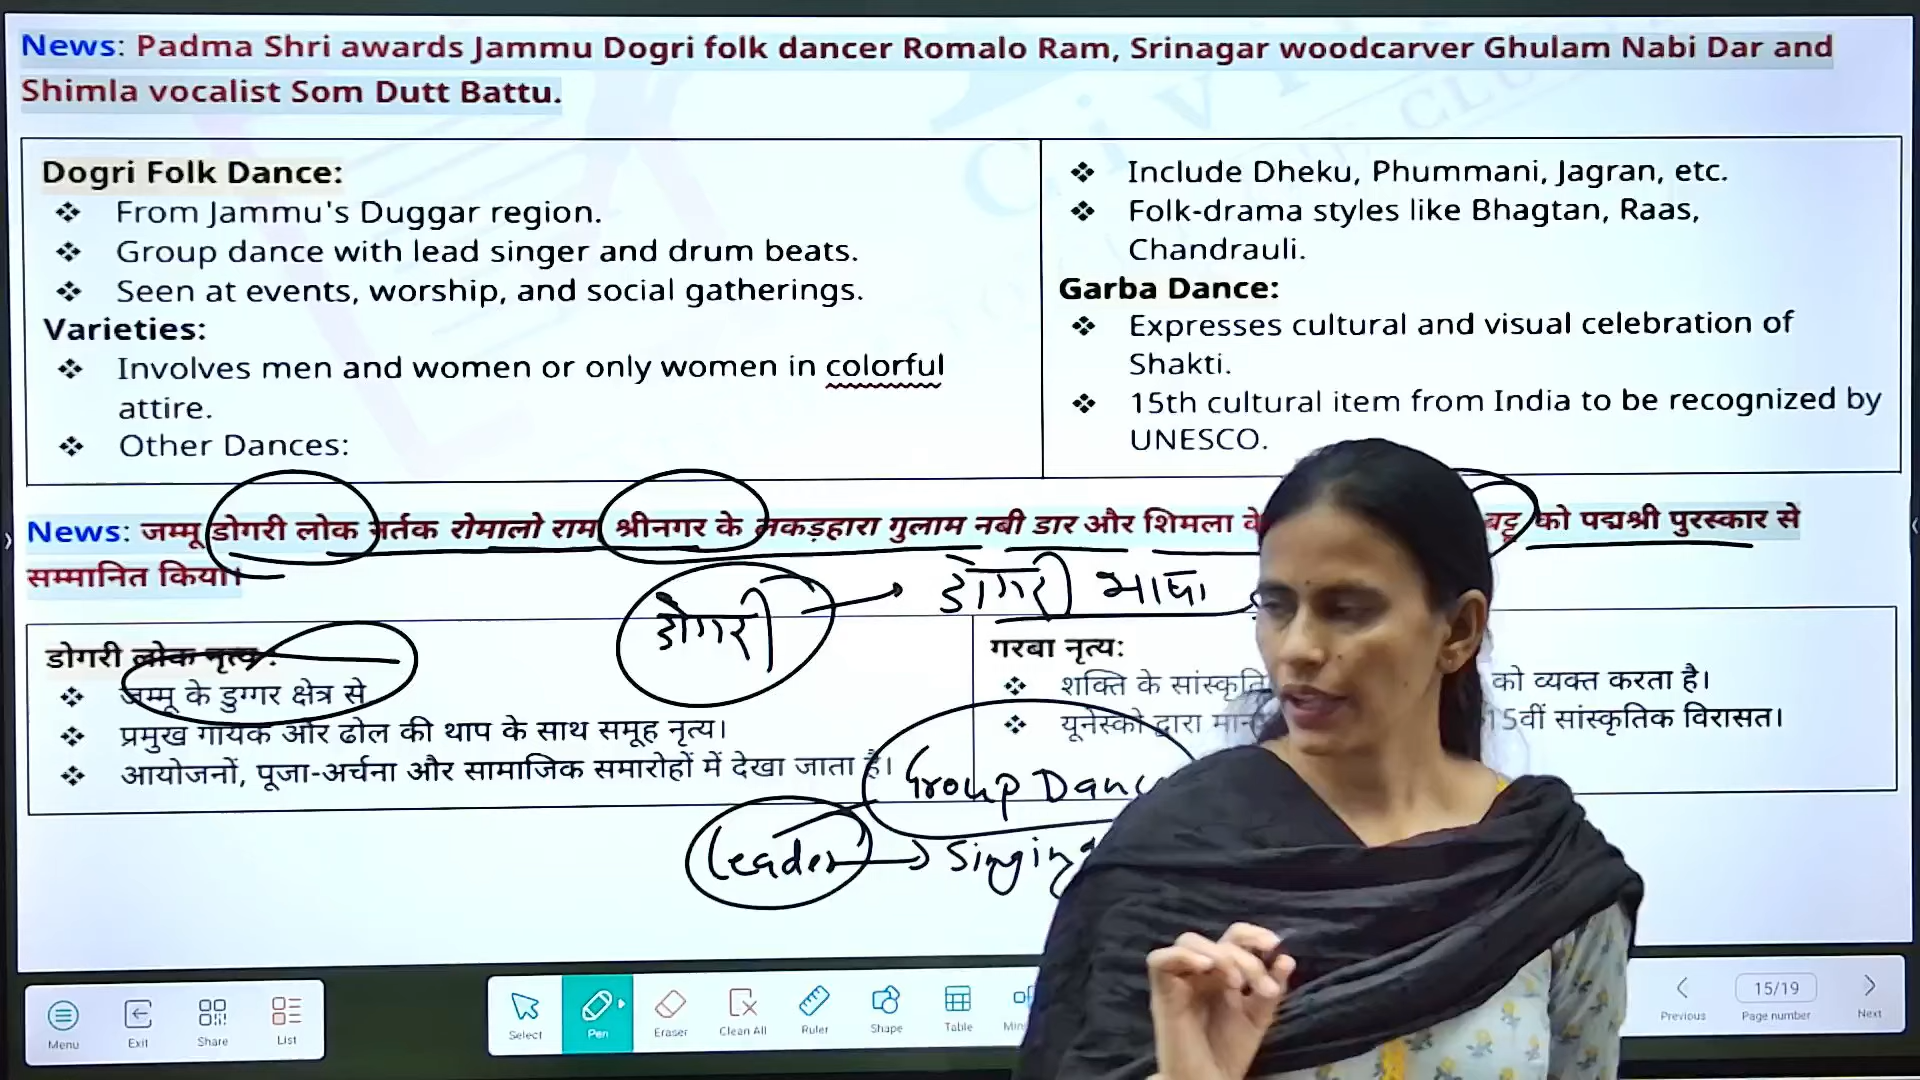 News: Padma Shri awards Jammu Dogri folk dancer Romalo Ram, Srinagar woodcarver Ghulam Nabi Dar and
Shimla vocalist Som Dutt Battu.
Dogri Folk Dance:
❖ From Jammu's Duggar region.
❖ Group dance with lead singer and drum beats.
❖ Seen at events, worship, and social gatherings.
Varieties:
❖ Involves men and women or only women in colorful
attire.
❖ Other Dances:
❖ Include Dheku, Phummani, Jagran, etc.
❖ Folk-drama styles like Bhagtan, Raas,
Chandrauli.
Garba Dance:
❖ Expresses cultural and visual celebration of
Shakti.
❖ 15th cultural item from India to be recognized by
UNESCO.
News: जम्मू डोगरी लोक नर्तक रोमालो राम श्रीनगर के लकड़हारा गुलाम नबी डार और शिमला के बट्टू को पद्मश्री पुरस्कार से
सम्मानित किया।
डोगरी → डोगरी भाषा
डोगरी लोक नृत्य :
❖ जम्मू के डुग्गर क्षेत्र से
❖ प्रमुख गायक और ढोल की थाप के साथ समूह नृत्य।
❖ आयोजनों, पूजा-अर्चना और सामाजिक समारोहों में देखा जाता है।
गरबा नृत्य:
❖ शक्ति के को व्यक्त करता है।
❖ यूनेस्को द्वारा 15वीं सांस्कृतिक विरासत।
Group
Leader → Singing
Menu
Exit
Share
List
Select
Pen
Eraser
Clean All
Ruler
Shape
Table
Previous
15/19
Page number
Next